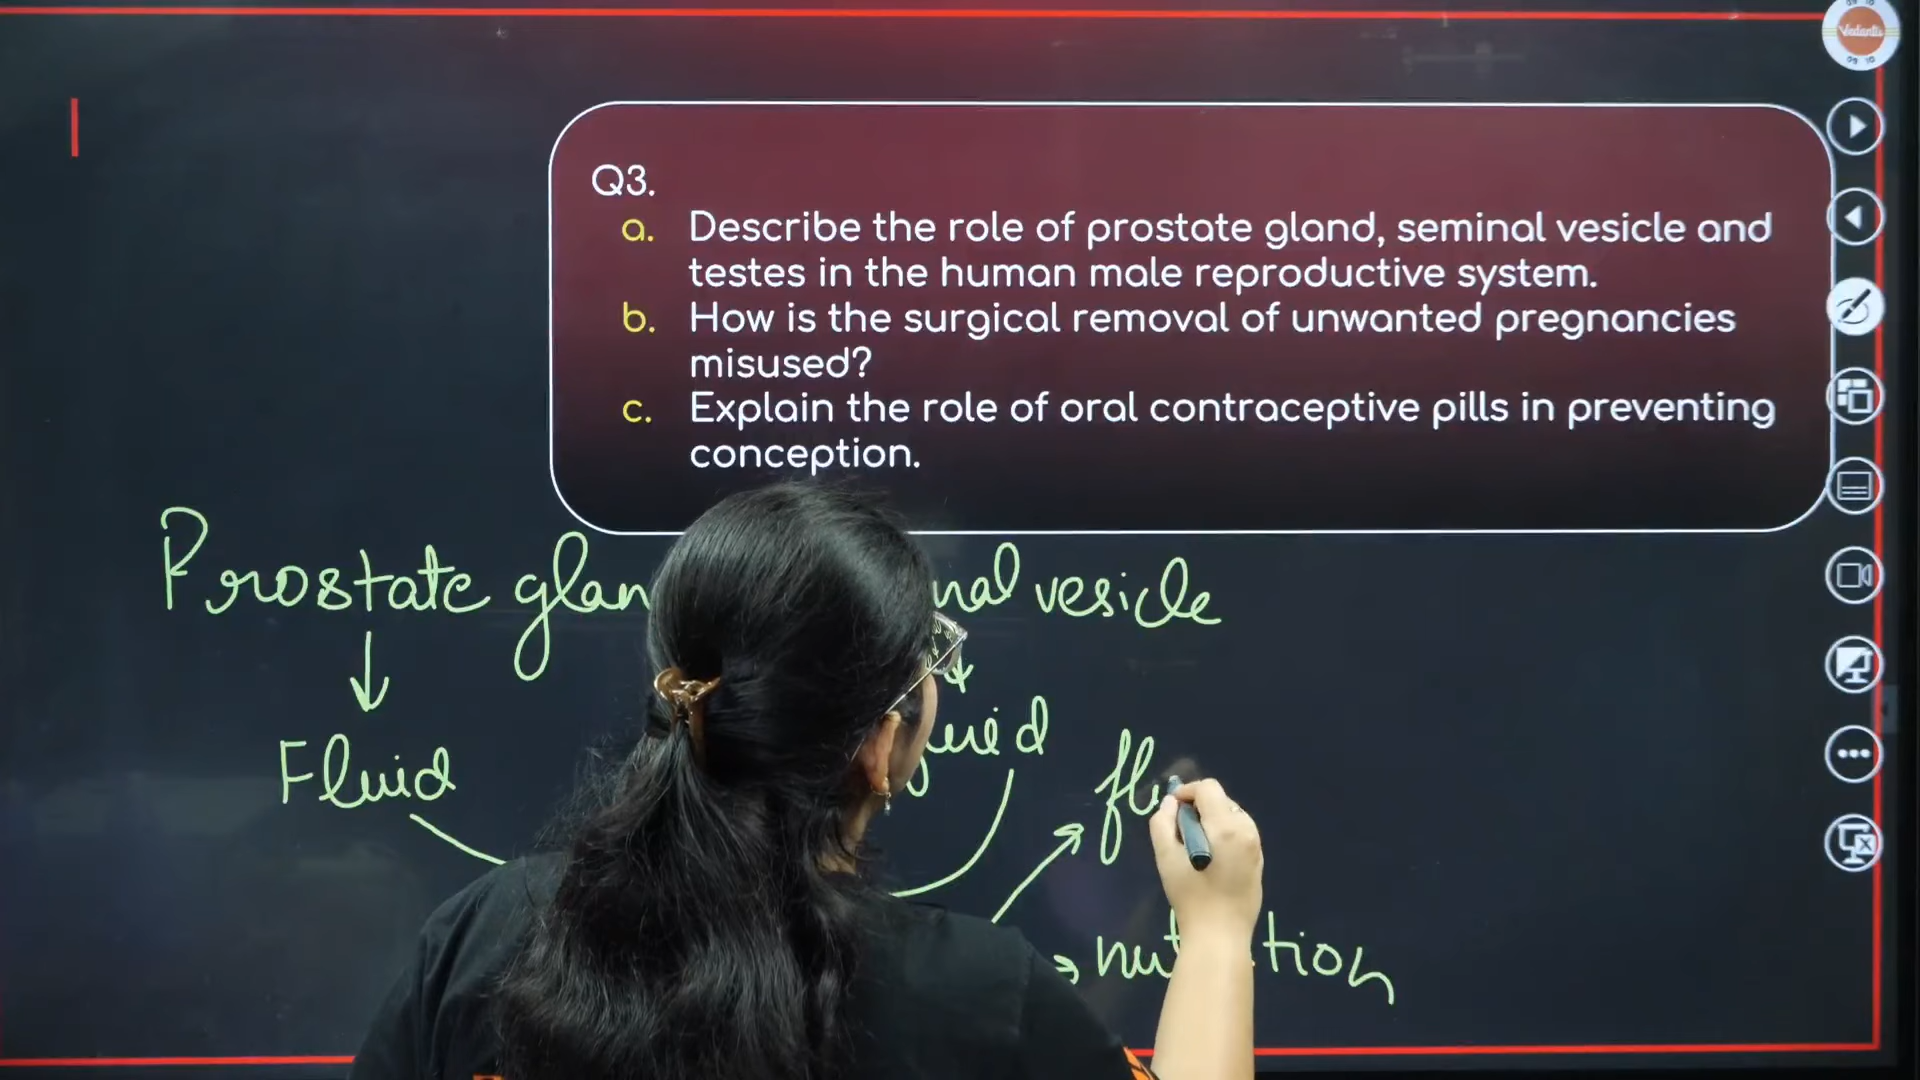 Vedantu
Q3.
a. Describe the role of prostate gland, seminal vesicle and
testes in the human male reproductive system.
b. How is the surgical removal of unwanted pregnancies
misused?
c. Explain the role of oral contraceptive pills in preventing
conception.
Prostate vesicle
Fluid